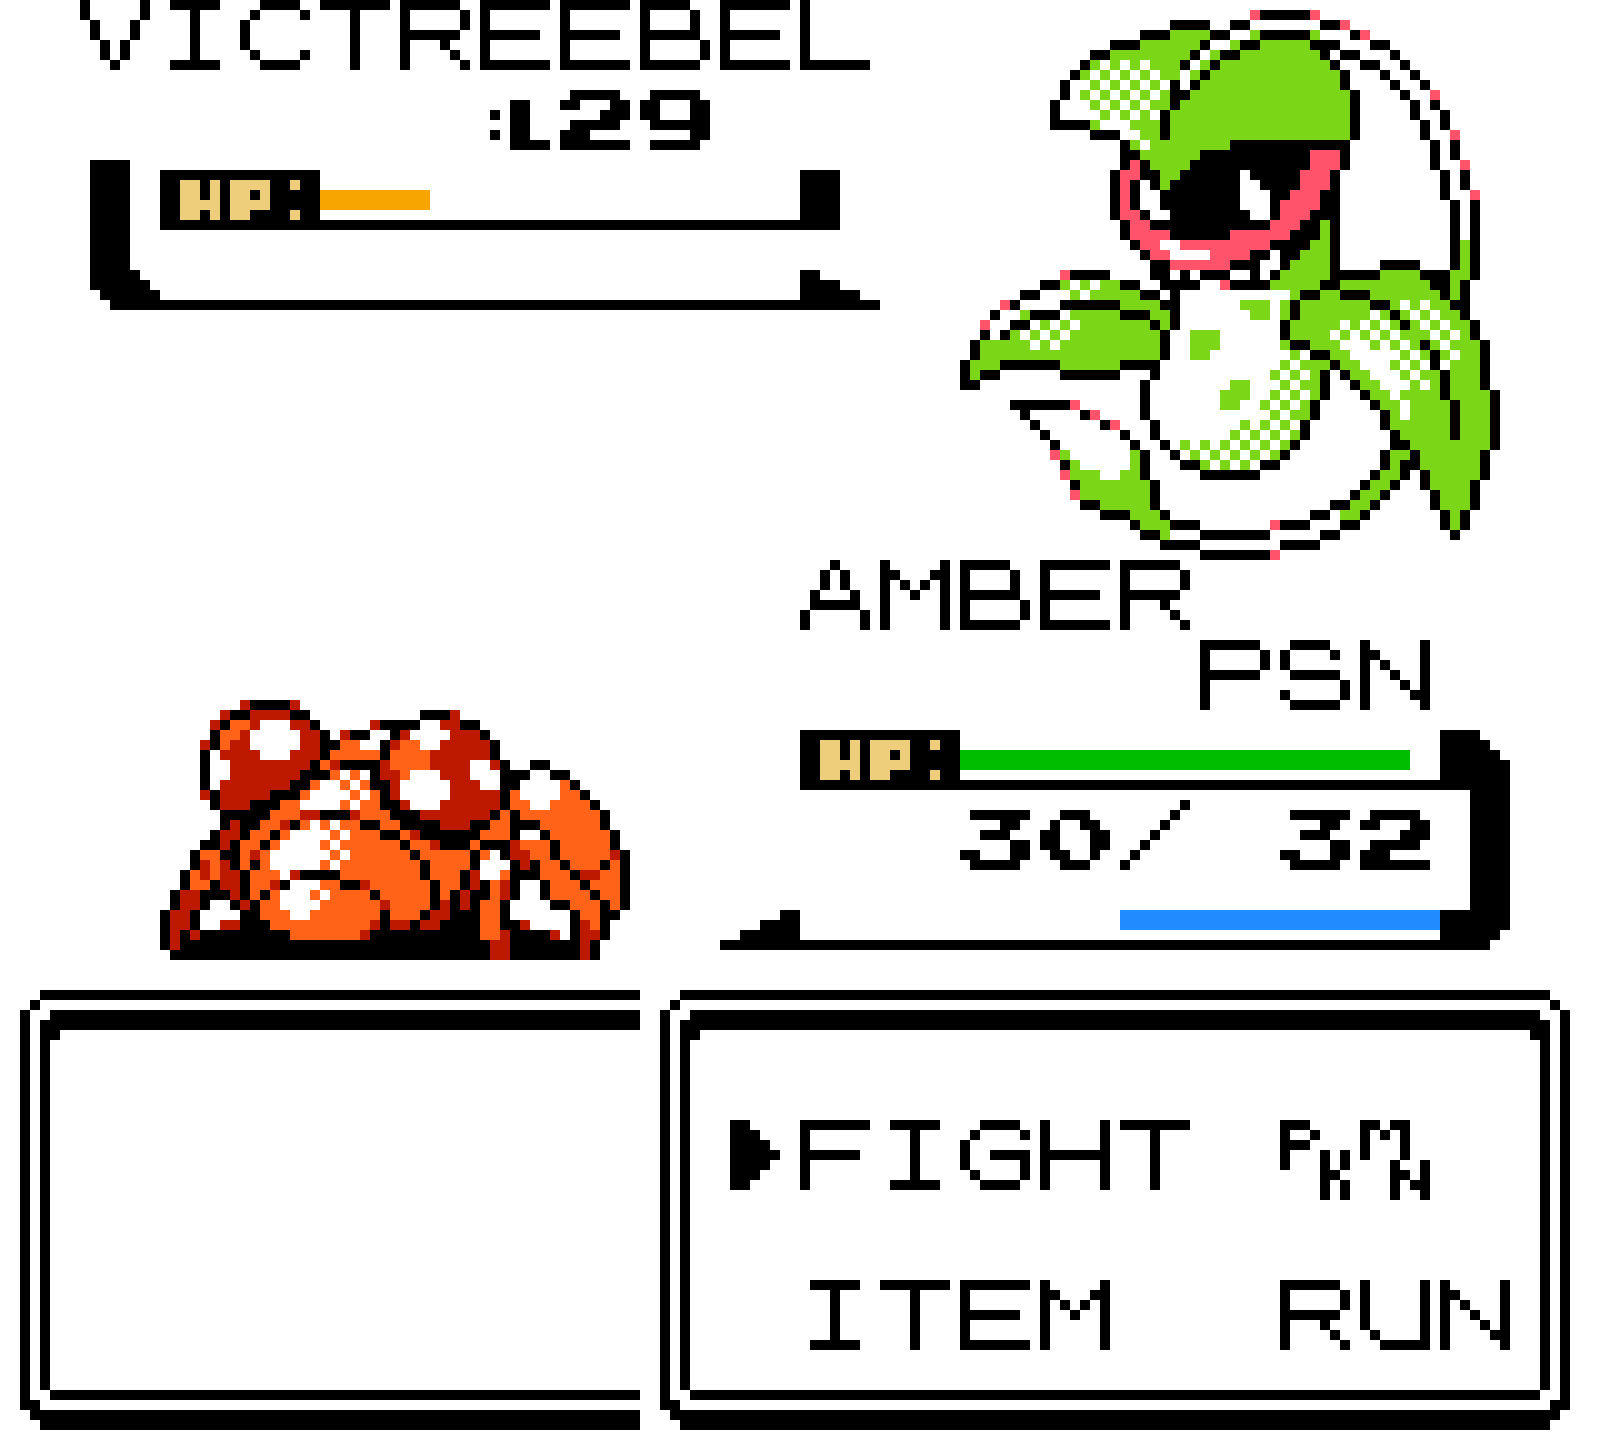 VICTREEBEL
:L29
HP:
AMBER
PSN
HP:
30/ 32
FIGHT PKMN
ITEM RUN